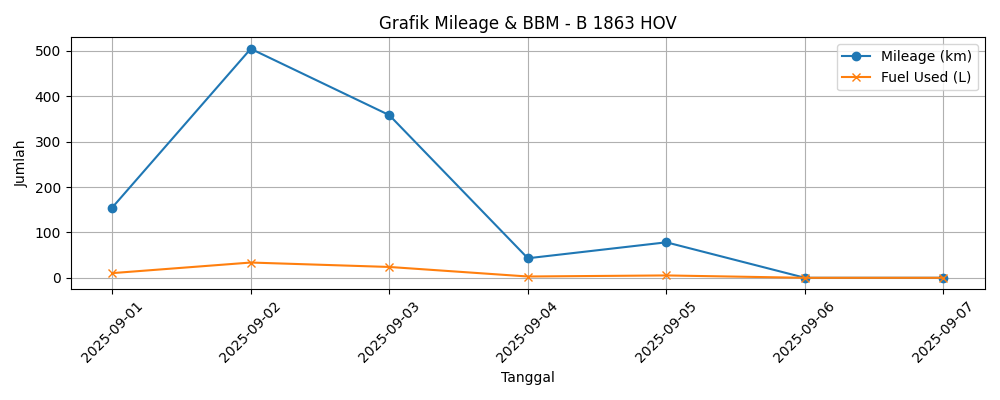 Grafik Mileage & BBM - B 1863 HOV
Mileage (km)
Fuel Used (L)
Jumlah
500
400
300
200
100
0
2025-09-01
2025-09-02
2025-09-03
2025-09-04
2025-09-05
2025-09-06
2025-09-07
Tanggal